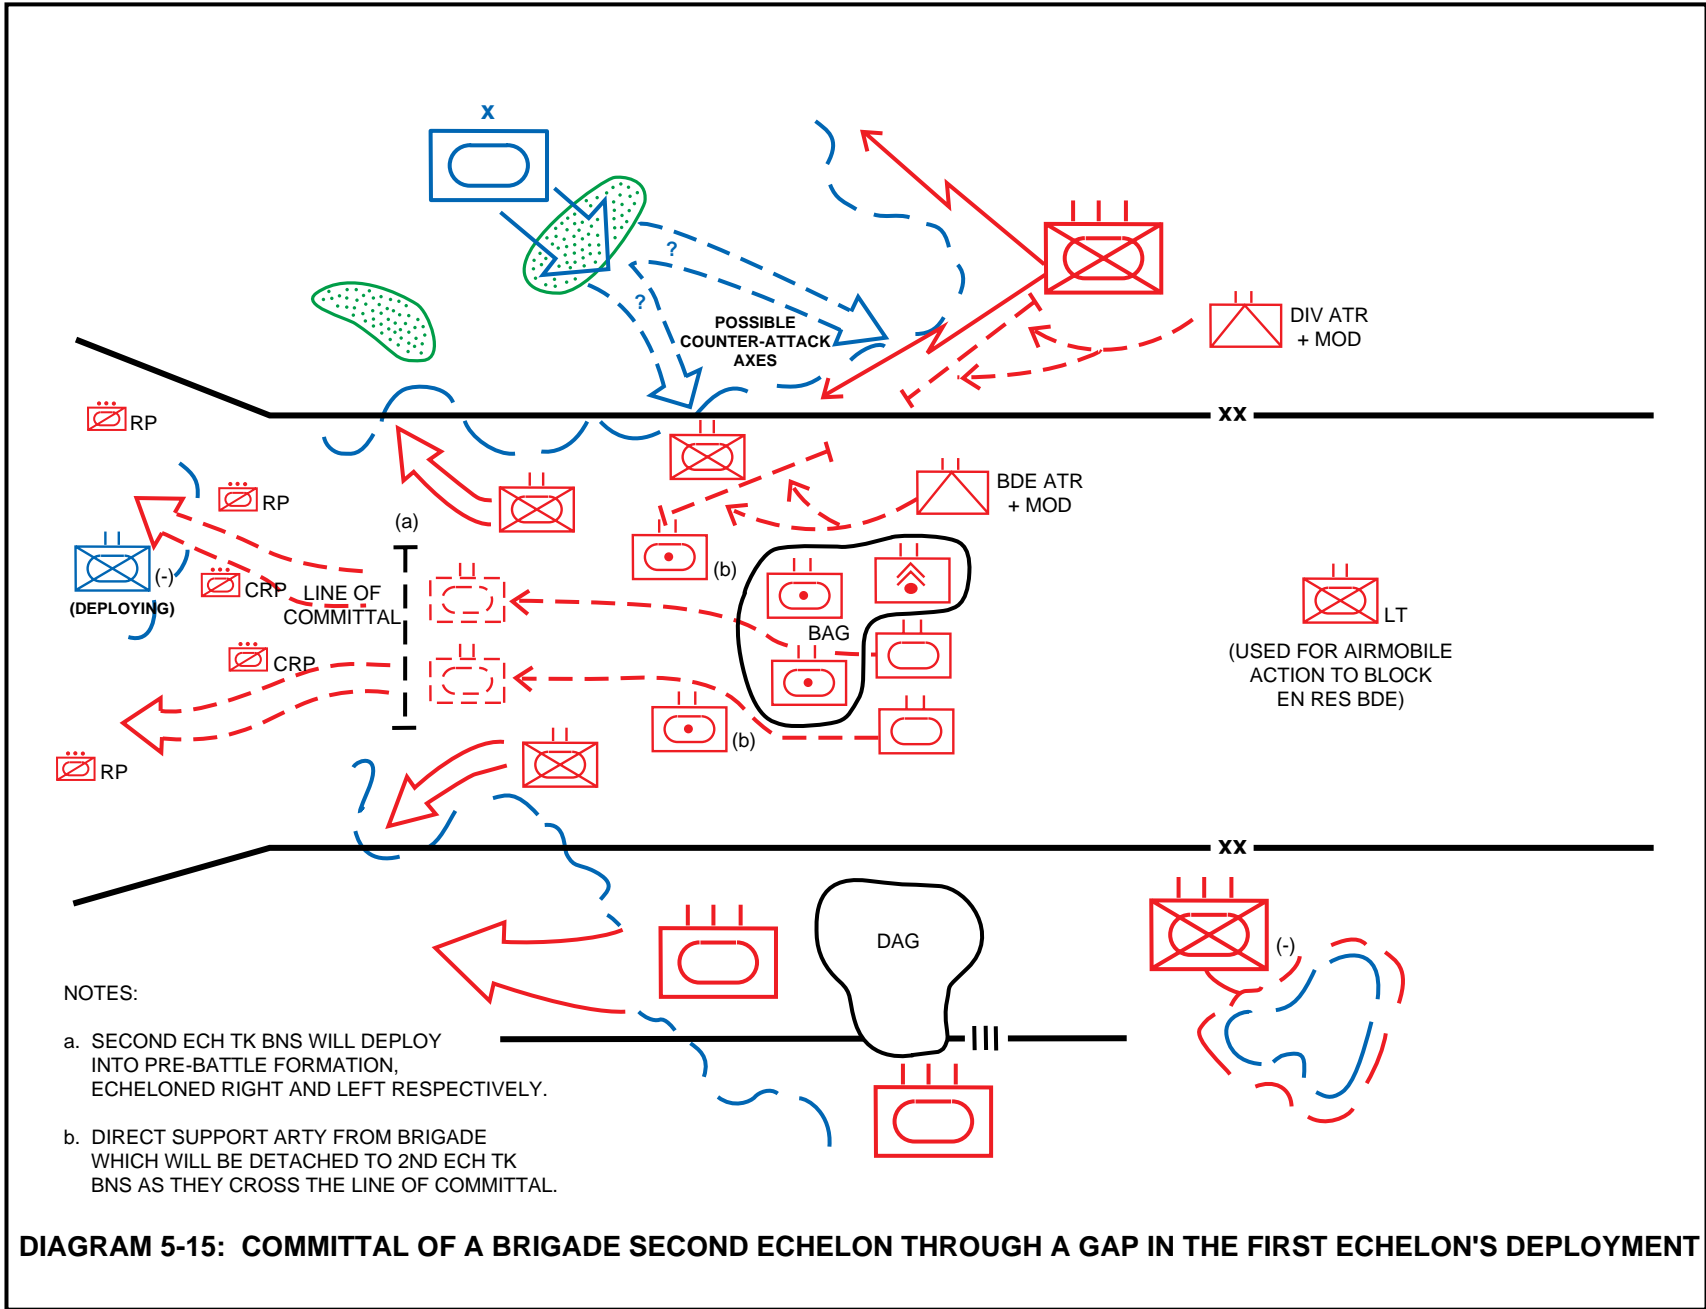 X
?
?
POSSIBLE
COUNTER-ATTACK
AXES
DIV ATR
+ MOD
XX
RP
RP
(a)
BDE ATR
+ MOD
(-)
(DEPLOYING)
CRP
LINE OF
COMMITTAL
(b)
BAG
LT
(USED FOR AIRMOBILE
ACTION TO BLOCK
EN RES BDE)
CRP
(b)
RP
XX
DAG
(-)
NOTES:
a. SECOND ECH TK BNS WILL DEPLOY
INTO PRE-BATTLE FORMATION,
ECHELONED RIGHT AND LEFT RESPECTIVELY.
b. DIRECT SUPPORT ARTY FROM BRIGADE
WHICH WILL BE DETACHED TO 2ND ECH TK
BNS AS THEY CROSS THE LINE OF COMMITTAL.
DIAGRAM 5-15: COMMITTAL OF A BRIGADE SECOND ECHELON THROUGH A GAP IN THE FIRST ECHELON'S DEPLOYMENT